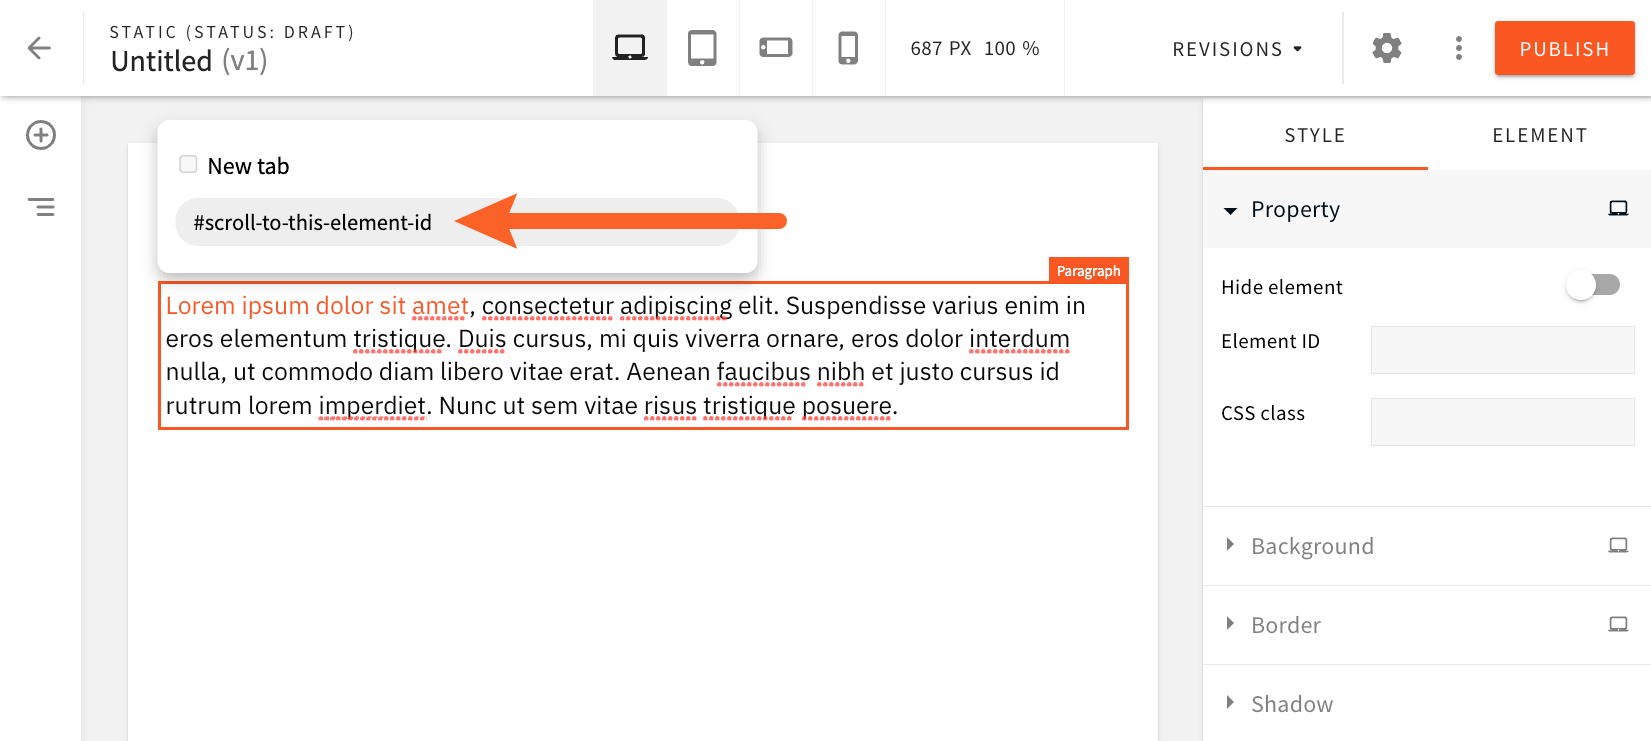 STATIC (STATUS: DRAFT)
Untitled (v1)
687 PX 100 %
REVISIONS
PUBLISH
New tab
#scroll-to-this-element-id
Paragraph
Lorem ipsum dolor sit amet, consectetur adipiscing elit. Suspendisse varius enim in
eros elementum tristique. Duis cursus, mi quis viverra ornare, eros dolor interdum
nulla, ut commodo diam libero vitae erat. Aenean faucibus nibh et justo cursus id
rutrum lorem imperdiet. Nunc ut sem vitae risus tristique posuere.
STYLE
ELEMENT
Property
Hide element
Element ID
CSS class
Background
Border
Shadow